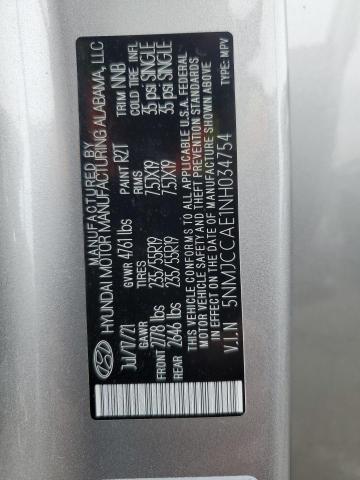 MANUFACTURED BY
HYUNDAI MOTOR MANUFACTURING ALABAMA, LLC
Jul/17/21 GVWR 4761 lbs PAINT R2T TRIM NNB
GAWR TIRES RIMS COLD TIRE INFL
FRONT 2778 lbs 235/55R19 7.5JX19 35 psi SINGLE
REAR 2646 lbs 235/55R19 7.5JX19 35 psi SINGLE
THIS VEHICLE CONFORMS TO ALL APPLICABLE U.S.A. FEDERAL
MOTOR VEHICLE SAFETY AND THEFT PREVENTION STANDARDS
IN EFFECT ON THE DATE OF MANUFACTURE SHOWN ABOVE
V.I.N 5NMJCCAE1NH034754 TYPE: MPV